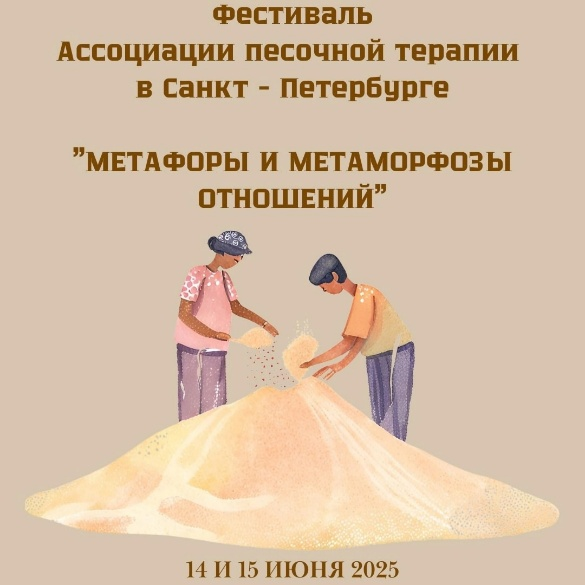 Фестиваль
Ассоциации песочной терапии
в Санкт - Петербурге
"МЕТАФОРЫ И МЕТАМОРФОЗЫ
ОТНОШЕНИЙ"
14 И 15 ИЮНЯ 2025